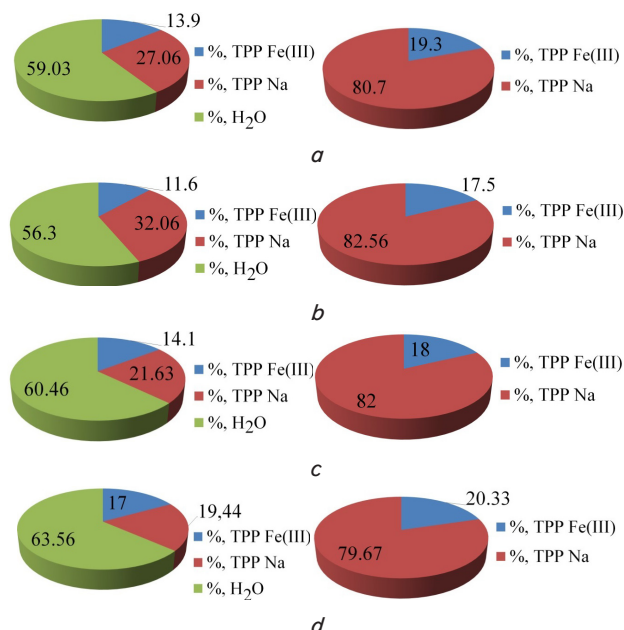 13.9
%, TPP Fe(III)
27.06
%, TPP Na
59.03
%, H₂O
19.3
%, TPP Fe(III)
80.7
%, TPP Na
a
11.6
%, TPP Fe(III)
32.06
%, TPP Na
56.3
%, H₂O
17.5
%, TPP Fe(III)
82.56
%, TPP Na
b
14.1
%, TPP Fe(III)
21.63
%, TPP Na
60.46
%, H₂O
18
%, TPP Fe(III)
82
%, TPP Na
c
17
19,44
%, TPP Fe(III)
63.56
%, TPP Na
%, H₂O
20.33
%, TPP Fe(III)
79.67
%, TPP Na
d